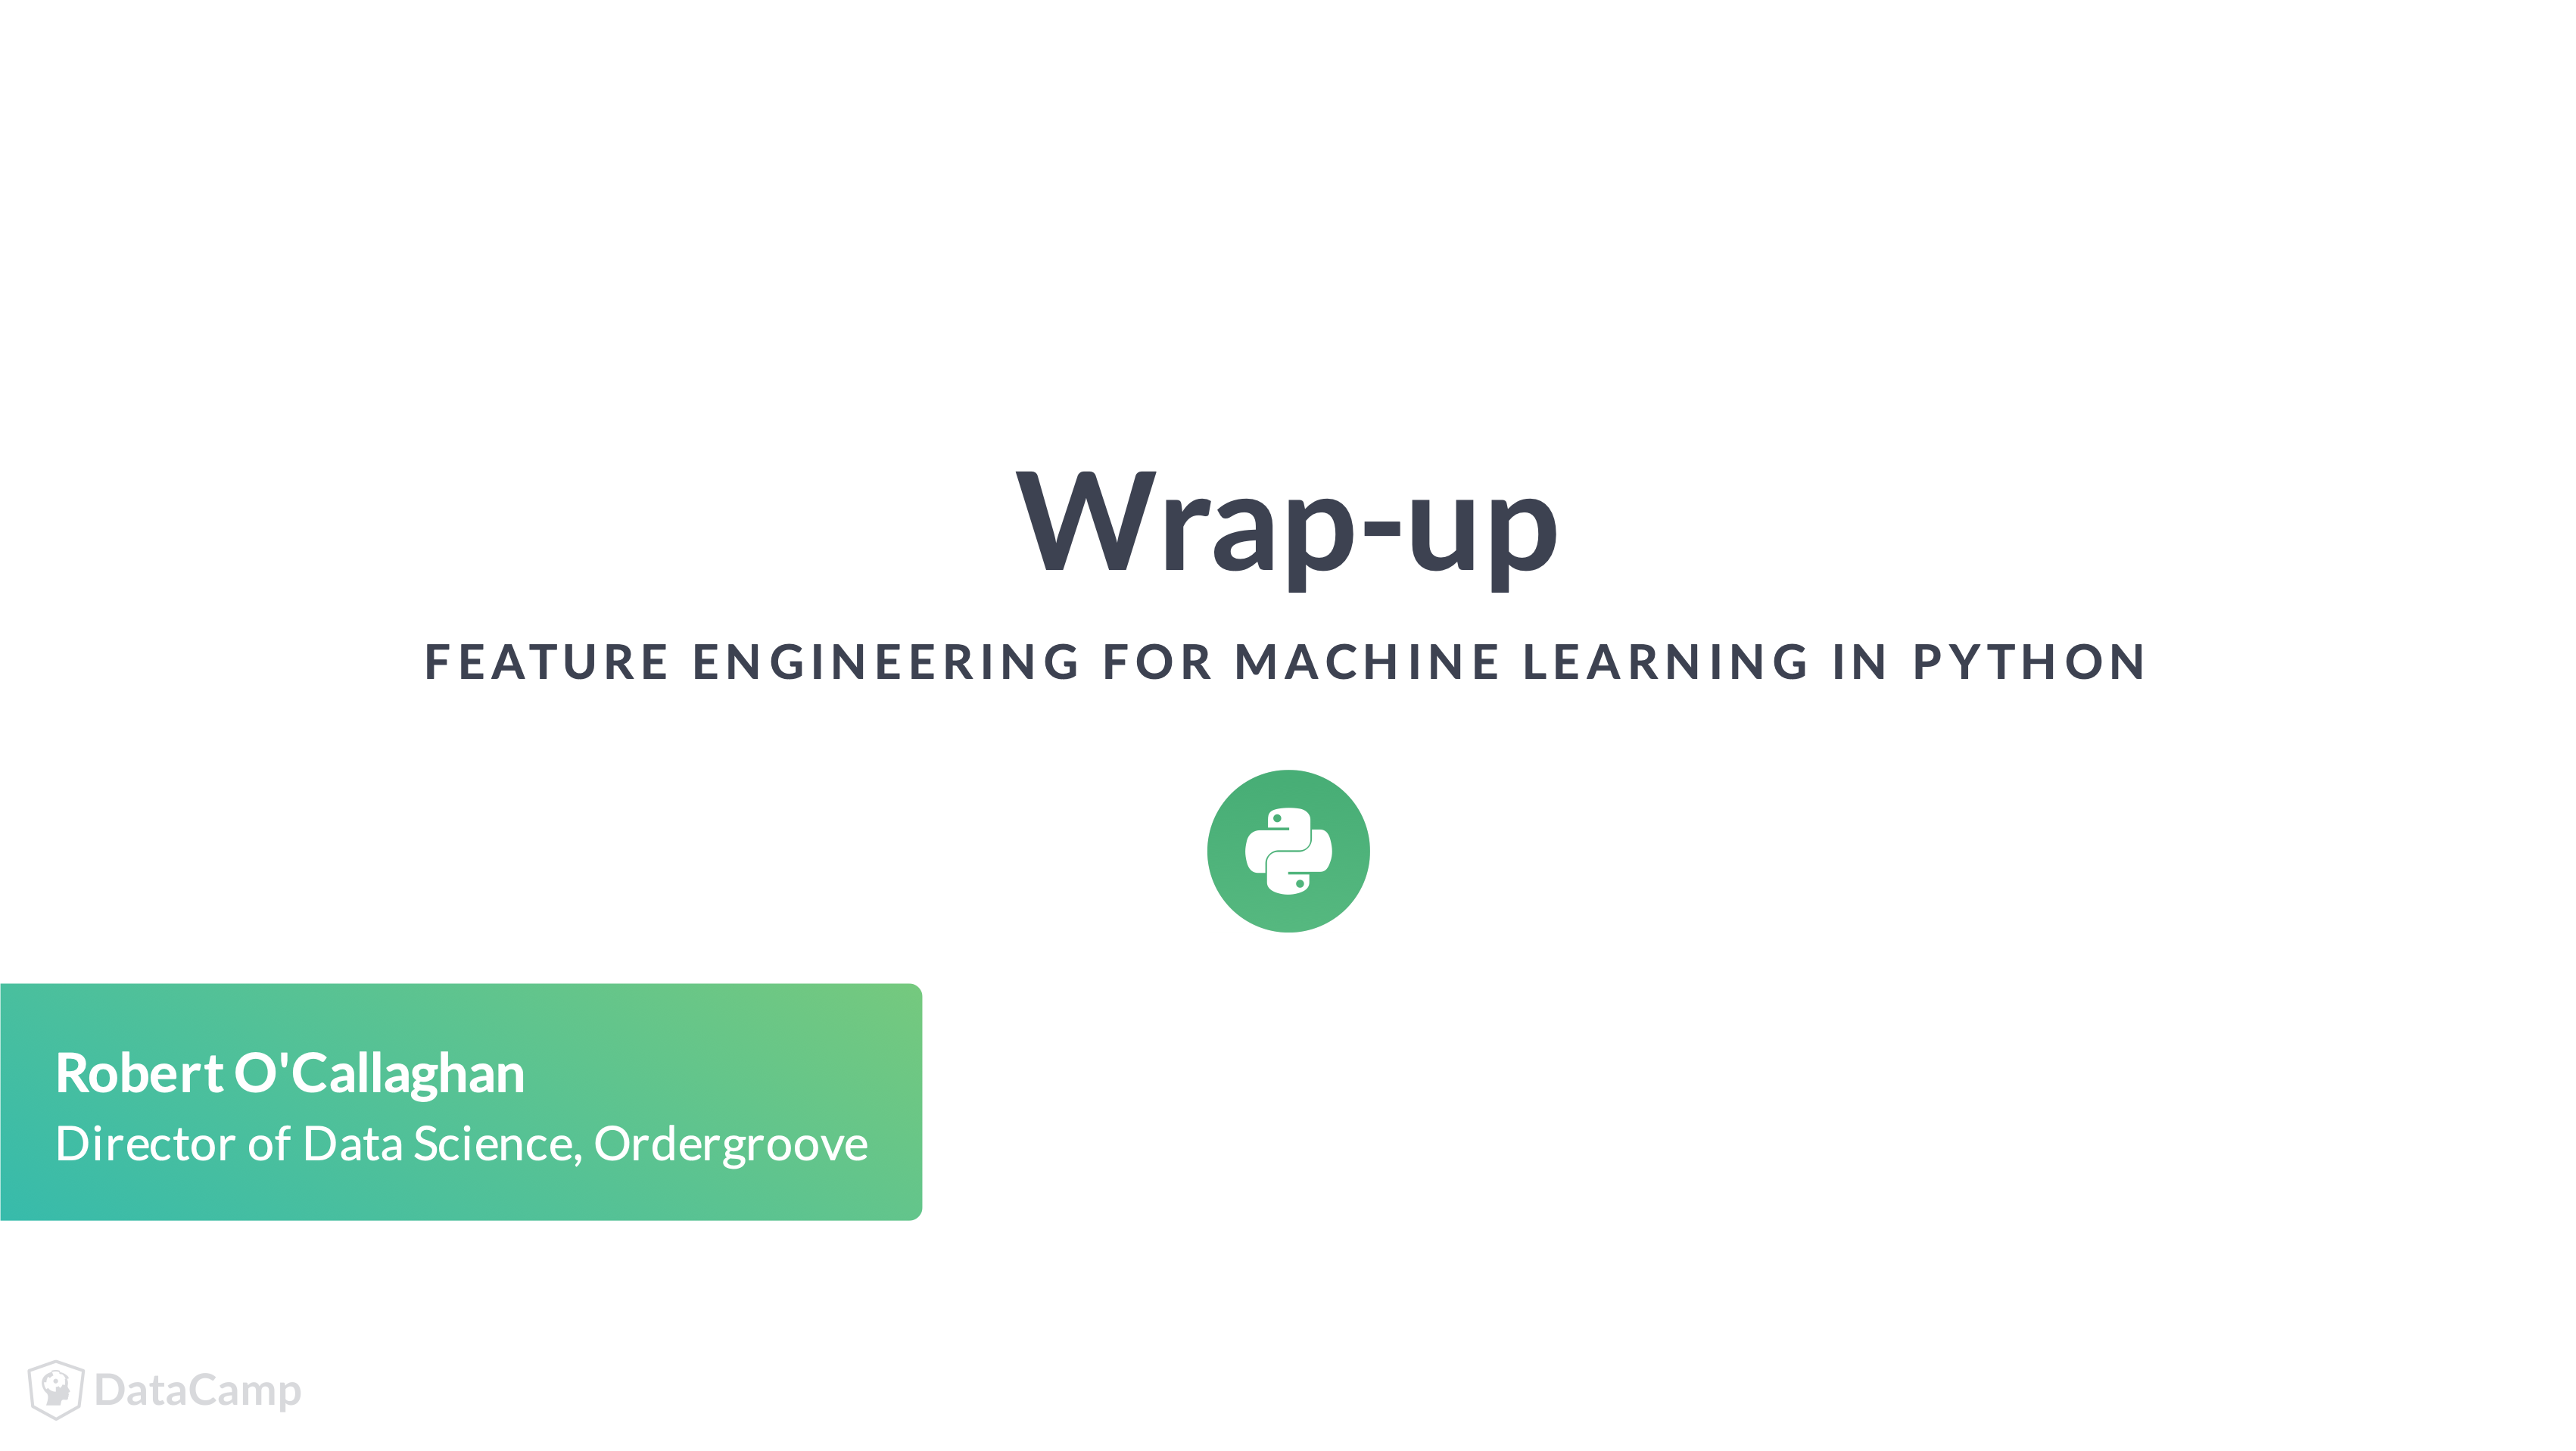 Wrap-up
FEATURE ENGINEERING FOR MACHINE LEARNING IN PYTHON
Robert O'Callaghan
Director of Data Science, Ordergroove
DataCamp